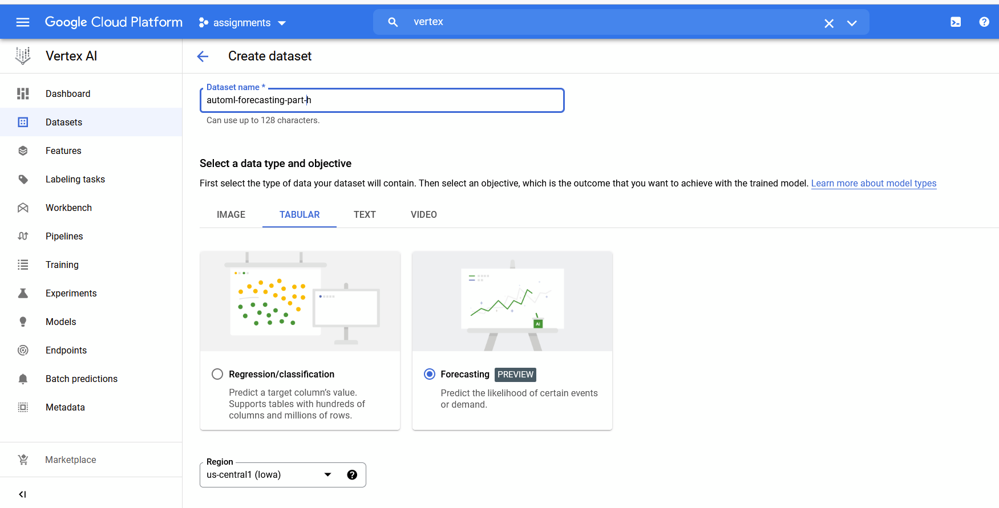 Google Cloud Platform
assignments
vertex
Vertex AI
Create dataset
Dashboard
Datasets
Features
Labeling tasks
Workbench
Pipelines
Training
Experiments
Models
Endpoints
Batch predictions
Metadata
Marketplace
Dataset name *
automl-forecasting-part-h
Can use up to 128 characters.
Select a data type and objective
First select the type of data your dataset will contain. Then select an objective, which is the outcome that you want to achieve with the trained model. Learn more about model types
IMAGE
TABULAR
TEXT
VIDEO
AI
Regression/classification
Predict a target column's value.
Supports tables with hundreds of
columns and millions of rows.
Forecasting PREVIEW
Predict the likelihood of certain events
or demand.
Region
us-central1 (Iowa)